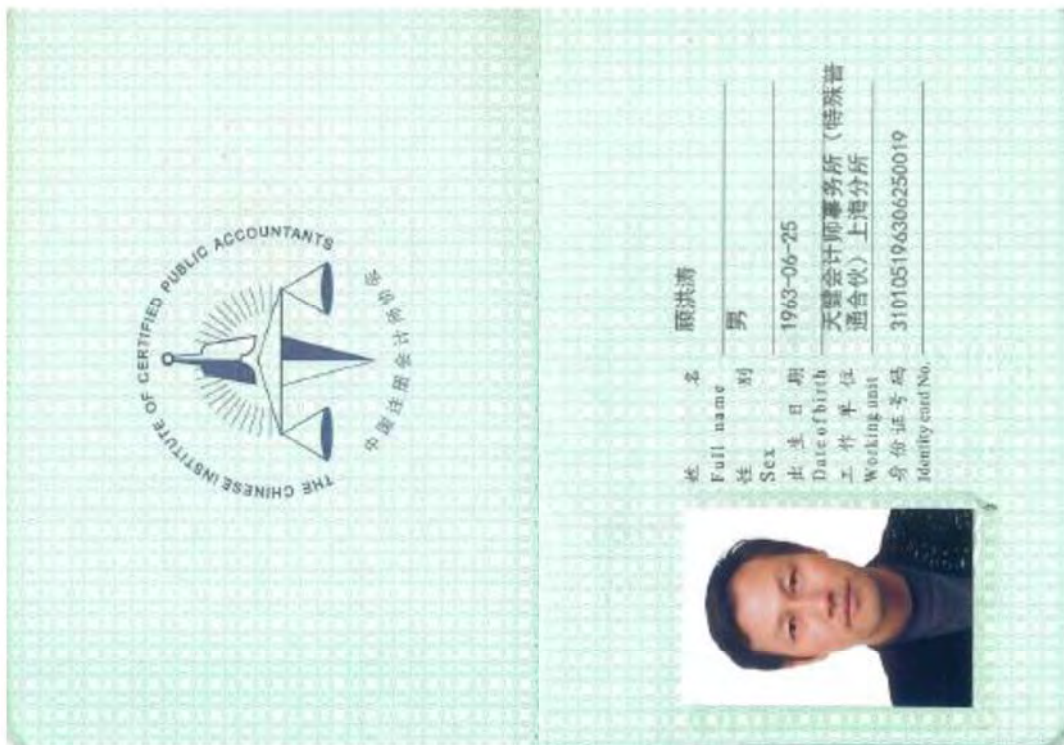 THE CHINESE INSTITUTE OF CERTIFIED PUBLIC ACCOUNTANTS
中国注册会计师协会
姓 名 顾洪涛
Full name
性 别 男
Sex
出 生 日 期 1963-06-25
Date of birth
工 作 单 位 天健会计师事务所（特殊普
Working unit 通合伙）上海分所
身份证号码 310105196306250019
Identity card No.